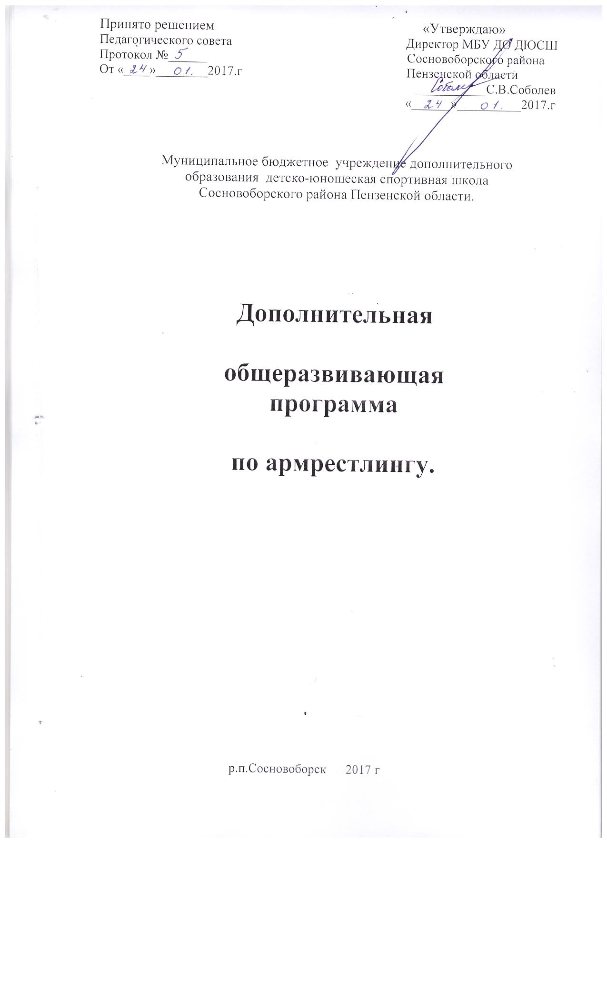 Принято решением
Педагогического совета
Протокол № 5
От «24» 01. 2017.г
«Утверждаю»
Директор МБУ ДО ДЮСШ
Сосновоборского района
Пензенской области
Соболев С.В.Соболев
«24» 01. 2017.г
Муниципальное бюджетное учреждение дополнительного
образования детско-юношеская спортивная школа
Сосновоборского района Пензенской области.
Дополнительная
общеразвивающая
программа
по армрестлингу.
р.п.Сосновоборск 2017 г